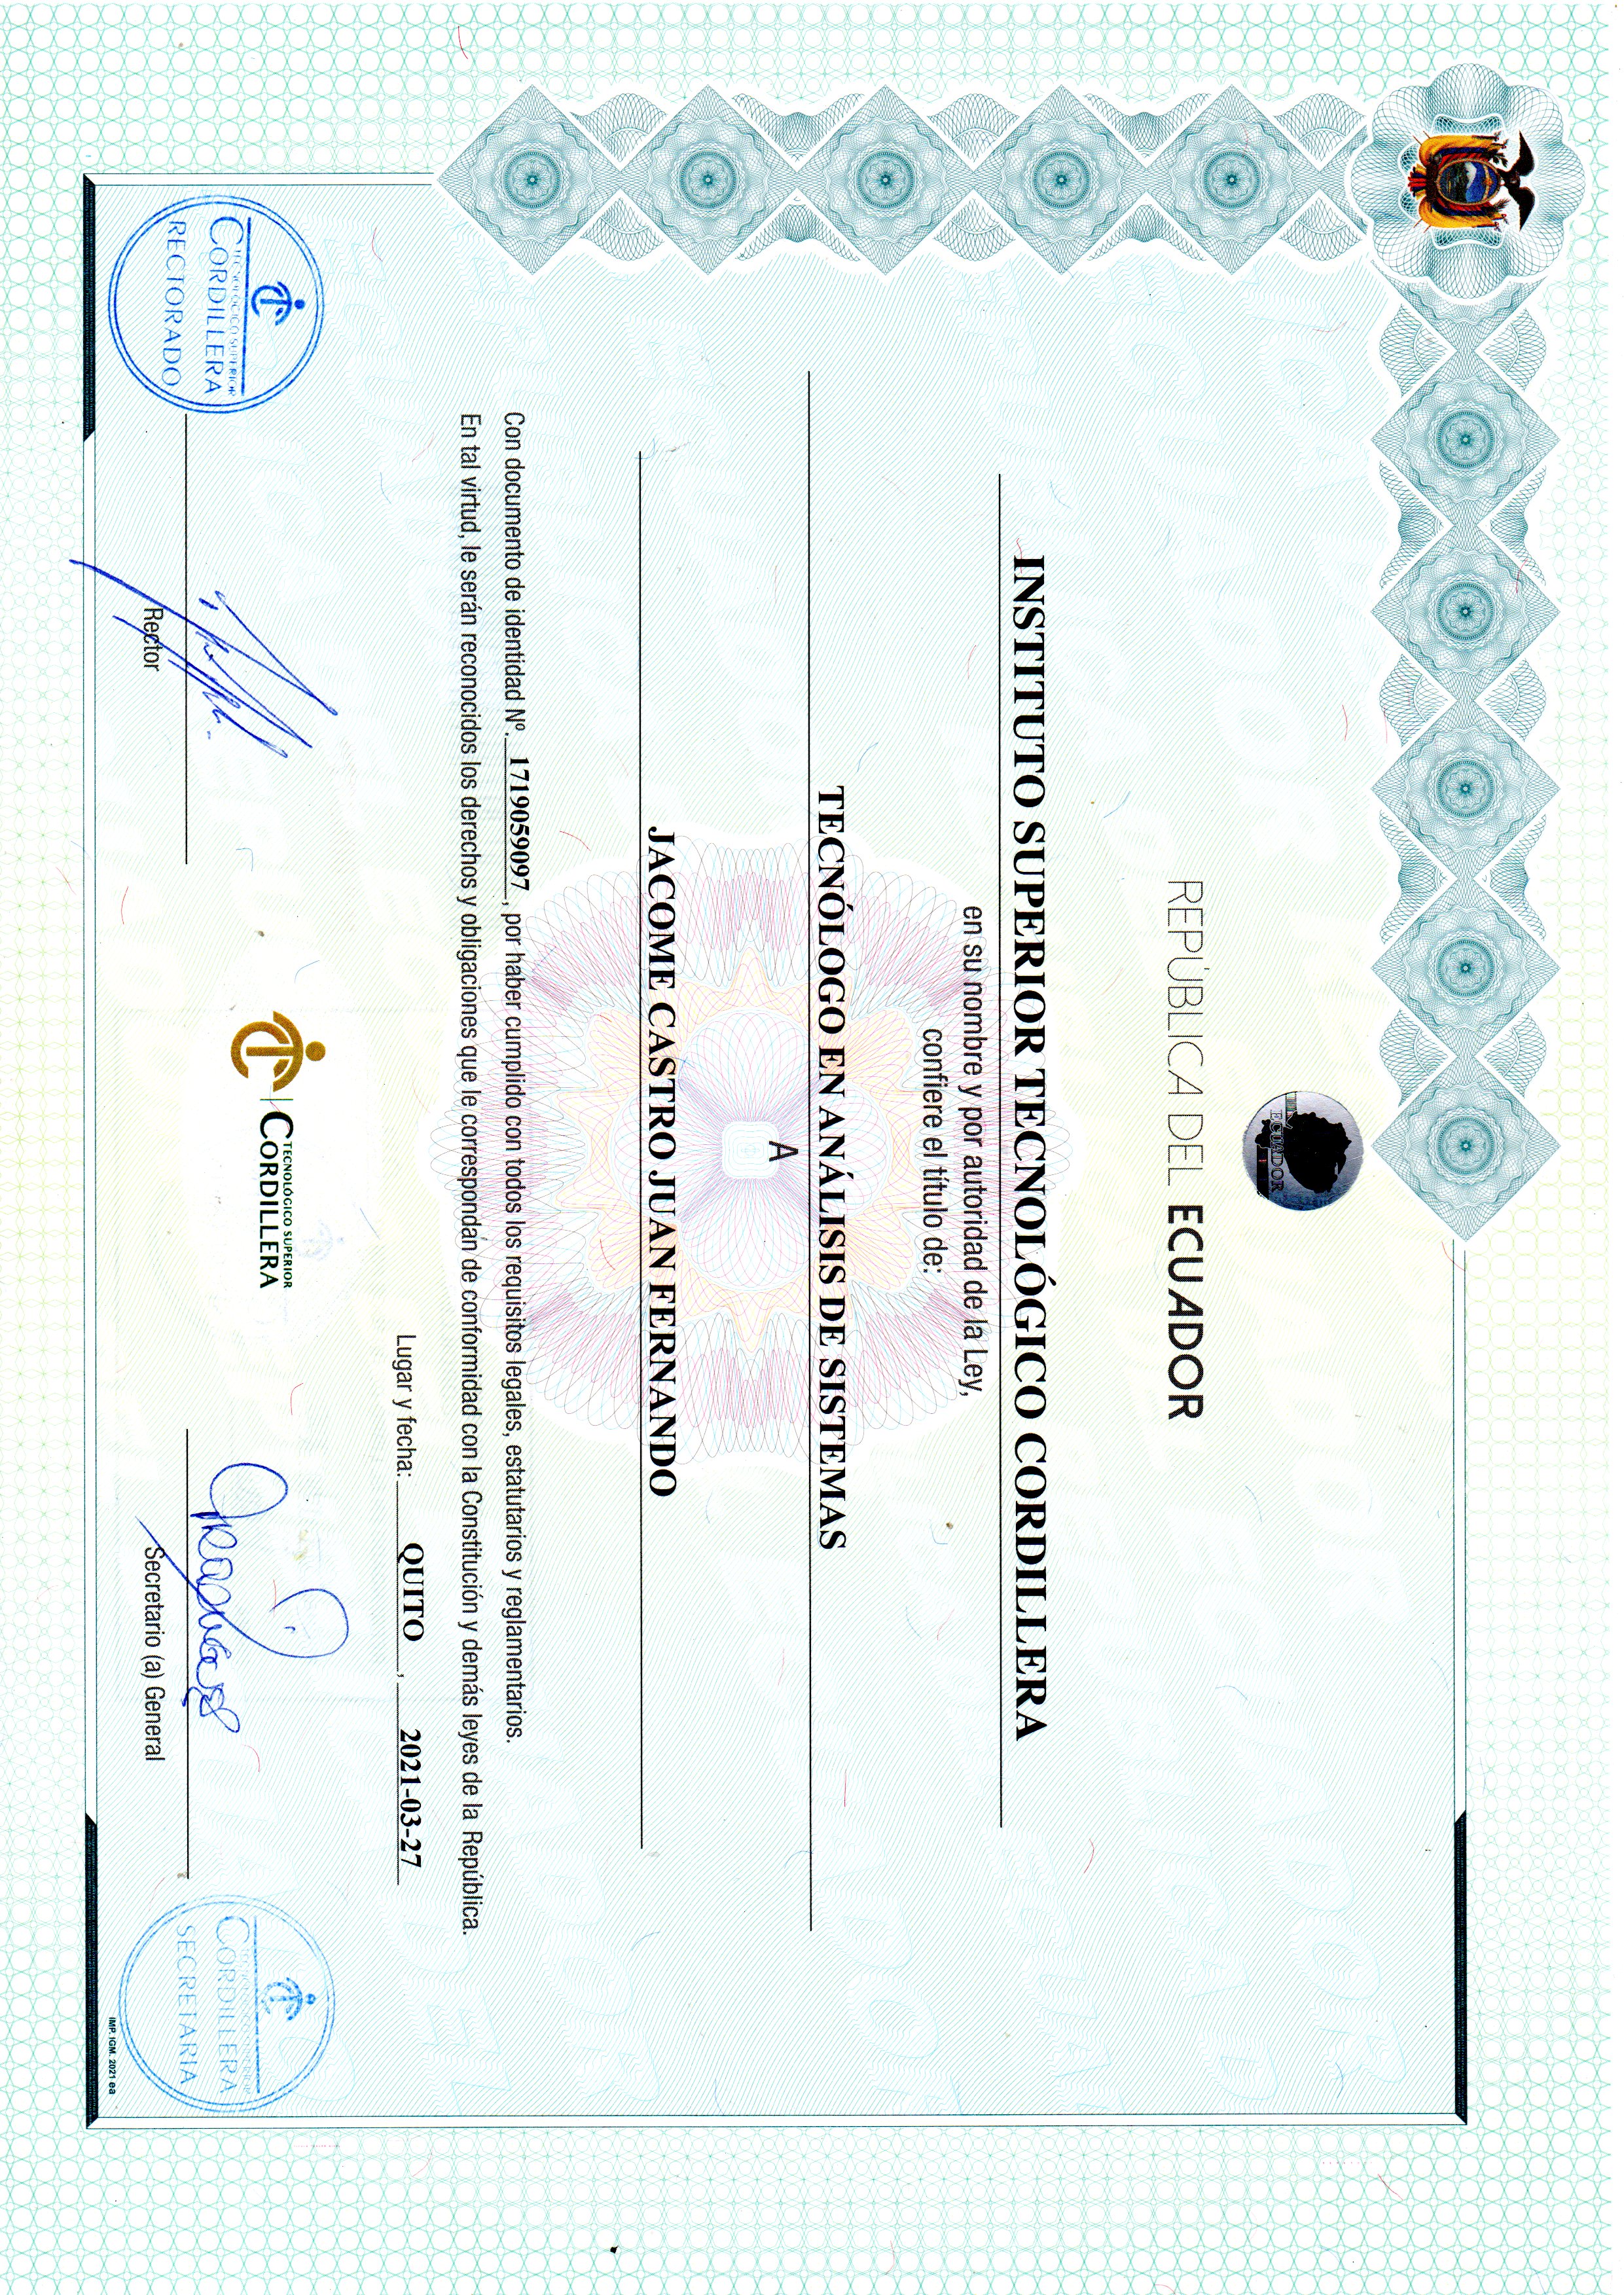 ECUADOR
REPÚBLICA DEL ECUADOR
INSTITUTO SUPERIOR TECNOLÓGICO CORDILLERA
en su nombre y por autoridad de la Ley,
confiere el título de:
TECNÓLOGO EN ANÁLISIS DE SISTEMAS
A
JACOME CASTRO JUAN FERNANDO
Con documento de identidad Nº. 1719059097, por haber cumplido con todos los requisitos legales, estatutarios y reglamentarios.
En tal virtud, le serán reconocidos los derechos y obligaciones que le correspondan de conformidad con la Constitución y demás leyes de la República.
Lugar y fecha: QUITO, 2021-03-27
TECNOLÓGICO SUPERIOR
CORDILLERA
RECTORADO
Rector
TECNOLÓGICO SUPERIOR
CORDILLERA
Secretario (a) General
TECNOLÓGICO SUPERIOR
CORDILLERA
SECRETARIA
IMP. IGM. 2021 ea